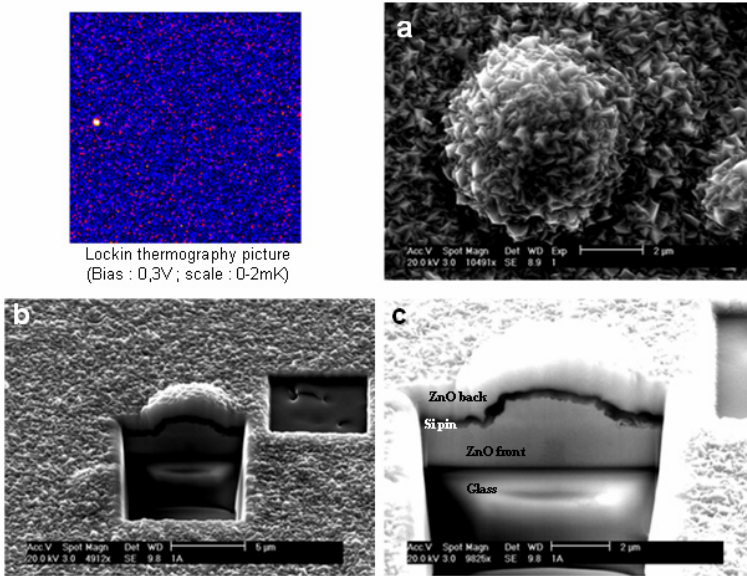 Lockin thermography picture
(Bias : 0,3V ; scale : 0-2mK)
a
Acc.V Spot Magn Det WD Exp 2 µm
20.0 kV 3.0 10491x SE 8.9 1
b
Acc.V Spot Magn Det WD 5 µm
20.0 kV 3.0 4912x SE 9.8 1A
c
ZnO back
Si pin
ZnO front
Glass
Acc.V Spot Magn Det WD 2 µm
20.0 kV 3.0 9825x SE 9.8 1A